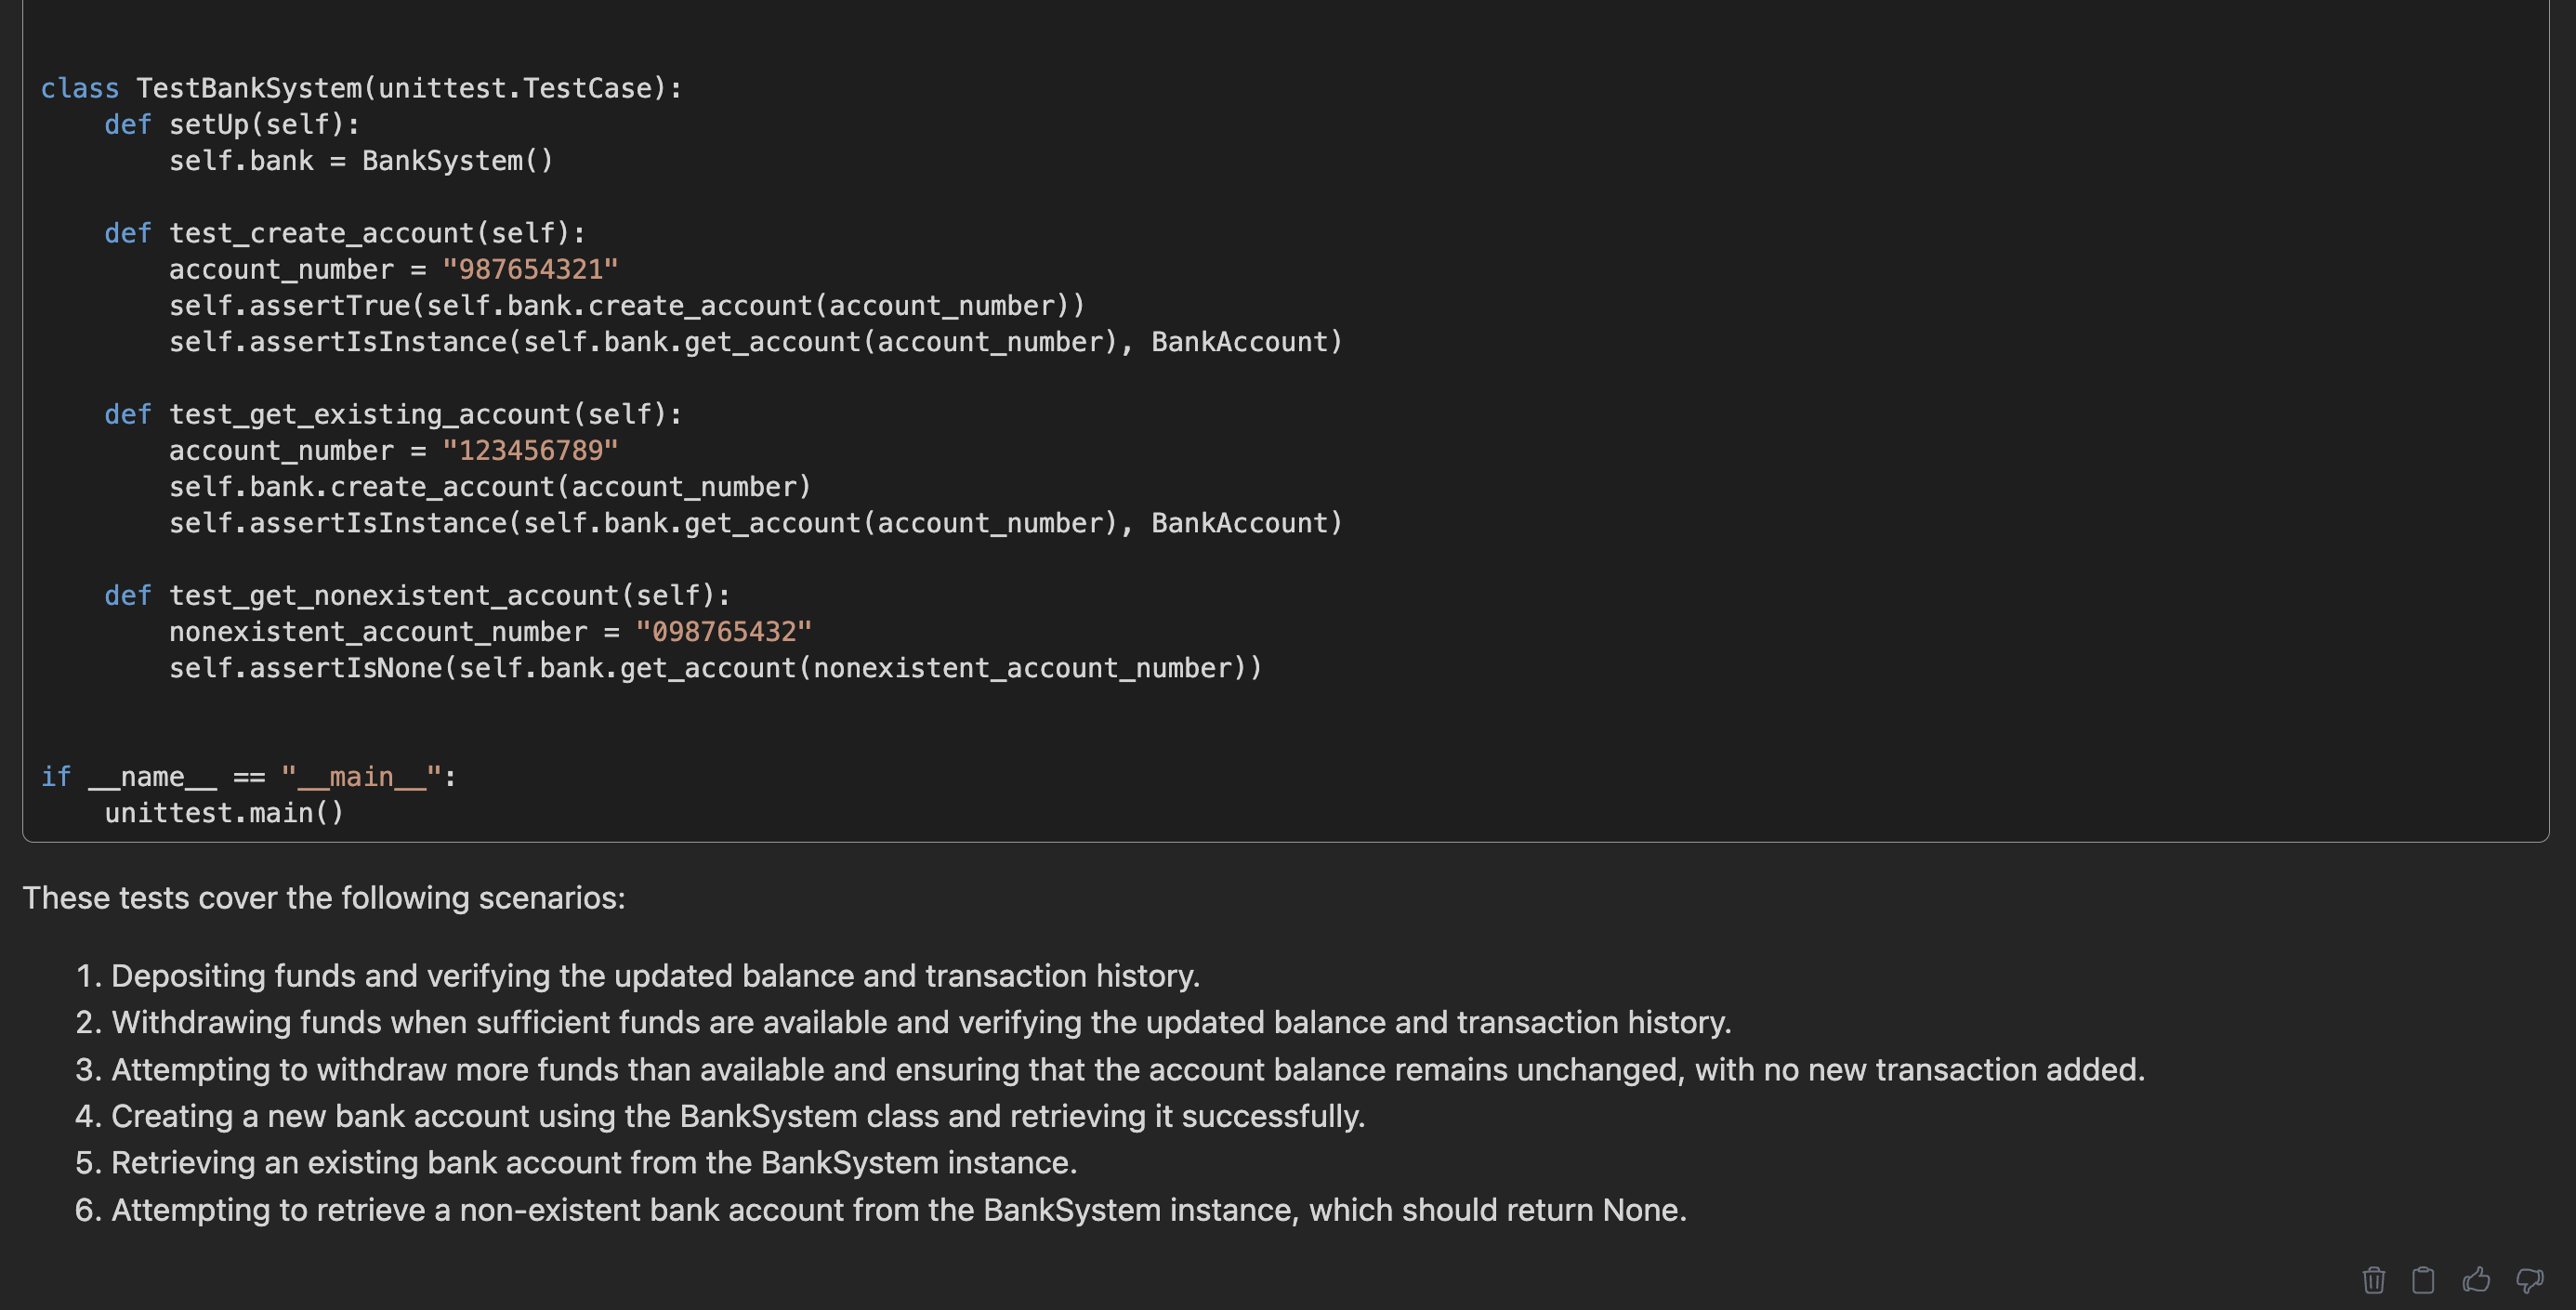 class TestBankSystem(unittest.TestCase):
    def setUp(self):
        self.bank = BankSystem()

    def test_create_account(self):
        account_number = "987654321"
        self.assertTrue(self.bank.create_account(account_number))
        self.assertIsInstance(self.bank.get_account(account_number), BankAccount)

    def test_get_existing_account(self):
        account_number = "123456789"
        self.bank.create_account(account_number)
        self.assertIsInstance(self.bank.get_account(account_number), BankAccount)

    def test_get_nonexistent_account(self):
        nonexistent_account_number = "098765432"
        self.assertIsNone(self.bank.get_account(nonexistent_account_number))

if __name__ == "__main__":
    unittest.main()

These tests cover the following scenarios:
1. Depositing funds and verifying the updated balance and transaction history.
2. Withdrawing funds when sufficient funds are available and verifying the updated balance and transaction history.
3. Attempting to withdraw more funds than available and ensuring that the account balance remains unchanged, with no new transaction added.
4. Creating a new bank account using the BankSystem class and retrieving it successfully.
5. Retrieving an existing bank account from the BankSystem instance.
6. Attempting to retrieve a non-existent bank account from the BankSystem instance, which should return None.